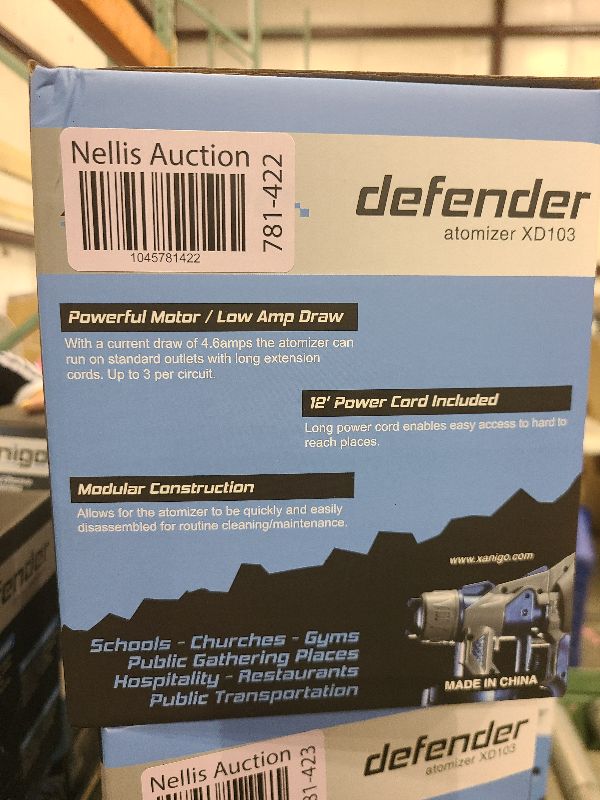 Nellis Auction
781-422
1045781422
defender
atomizer XD103
Powerful Motor / Low Amp Draw
With a current draw of 4.6amps the atomizer can
run on standard outlets with long extension
cords. Up to 3 per circuit.
12' Power Cord Included
Long power cord enables easy access to hard to
reach places.
Modular Construction
Allows for the atomizer to be quickly and easily
disassembled for routine cleaning/maintenance.
www.xanigo.com
Schools - Churches - Gyms
Public Gathering Places
Hospitality - Restaurants
Public Transportation
MADE IN CHINA
nigo
fender
Nellis Auction
81-423
defender
atomizer XD103